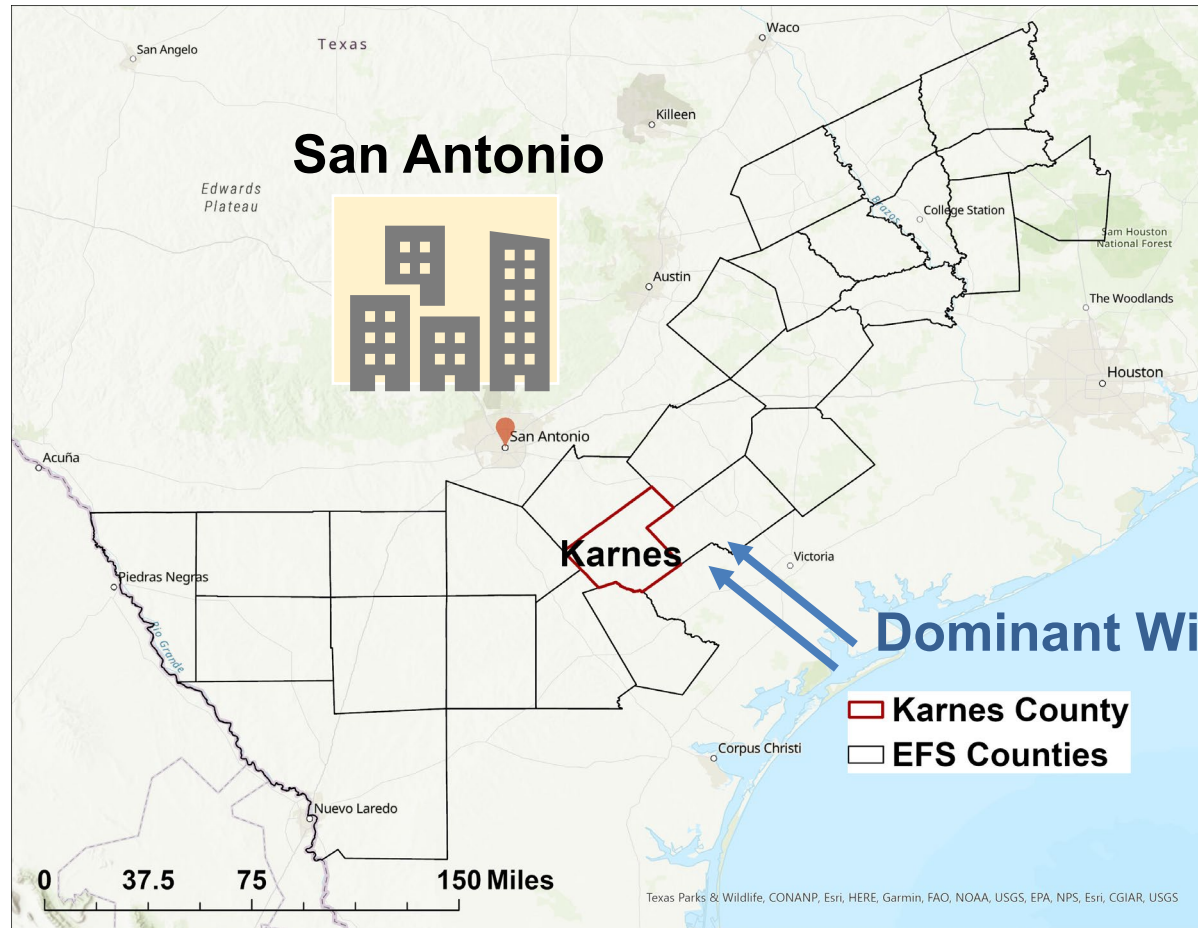 Waco
San Angelo
Texas
Killeen
San Antonio
Edwards
Plateau
Brazos
College Station
Sam Houston
National Forest
Austin
The Woodlands
Houston
San Antonio
Acuña
Karnes
Victoria
Piedras Negras
Rio Grande
Dominant Wi
Karnes County
EFS Counties
Corpus Christi
Nuevo Laredo
0 37.5 75 150 Miles
Texas Parks & Wildlife, CONANP, Esri, HERE, Garmin, FAO, NOAA, USGS, EPA, NPS, Esri, CGIAR, USGS